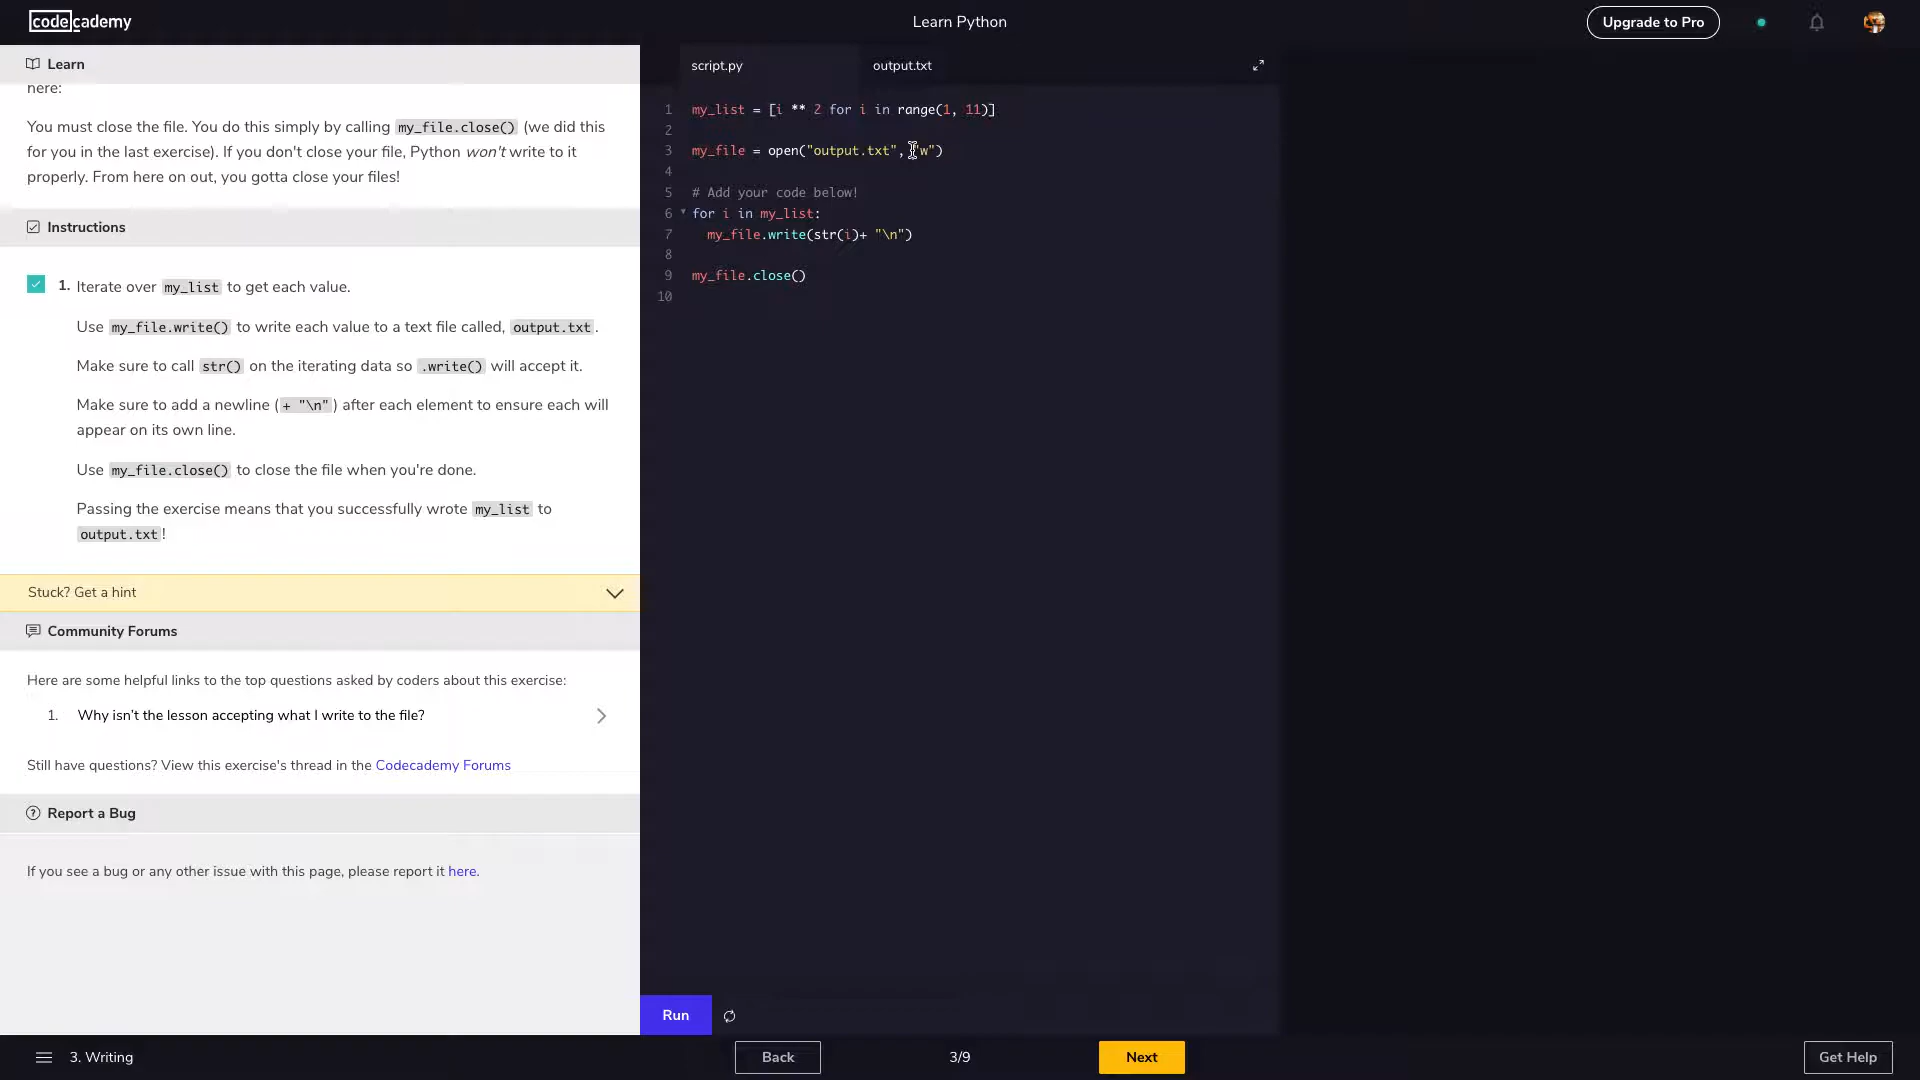 codecademy
Learn Python
Upgrade to Pro
Learn
here:
You must close the file. You do this simply by calling my_file.close() (we did this
for you in the last exercise). If you don't close your file, Python won't write to it
properly. From here on out, you gotta close your files!
Instructions
1. Iterate over my_list to get each value.
Use my_file.write() to write each value to a text file called, output.txt.
Make sure to call str() on the iterating data so .write() will accept it.
Make sure to add a newline (+ "\n") after each element to ensure each will
appear on its own line.
Use my_file.close() to close the file when you're done.
Passing the exercise means that you successfully wrote my_list to
output.txt!
Stuck? Get a hint
Community Forums
Here are some helpful links to the top questions asked by coders about this exercise:
1. Why isn't the lesson accepting what I write to the file?
Still have questions? View this exercise's thread in the Codecademy Forums
Report a Bug
If you see a bug or any other issue with this page, please report it here.
script.py
output.txt
1 my_list = [i ** 2 for i in range(1, 11)]
2
3 my_file = open("output.txt", "w")
4
5 # Add your code below!
6 for i in my_list:
7 my_file.write(str(i)+ "\n")
8
9 my_file.close()
10
Run
3. Writing
Back
3/9
Next
Get Help